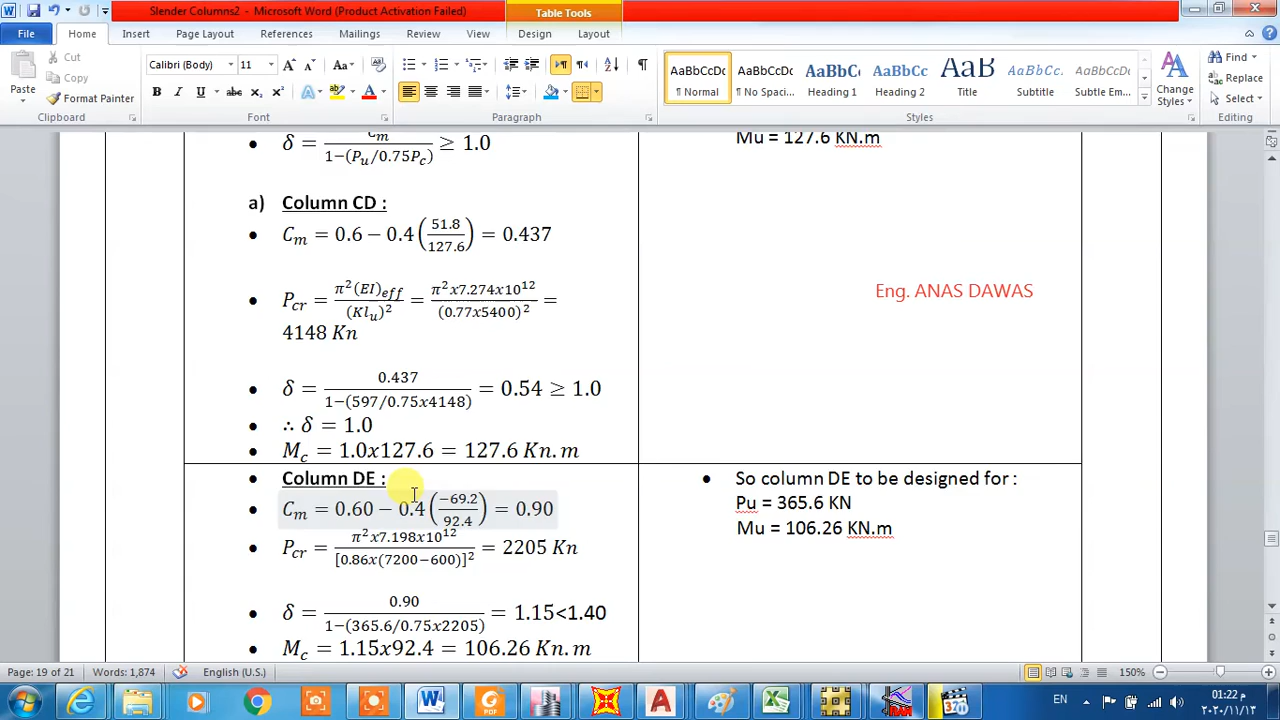 Slender Columns2 - Microsoft Word (Product Activation Failed)
Table Tools
File Home Insert Page Layout References Mailings Review View Design Layout
Cut
Copy
Format Painter
Paste
Clipboard
Calibri (Body) 11
Font
Paragraph
AaBbCcDc AaBbCcDc AaBbCc AaBbCc AaB AaBbCc. AaBbCcDc
¶ Normal ¶ No Spaci... Heading 1 Heading 2 Title Subtitle Subtle Em...
Styles
Change Styles
Find
Replace
Select
Editing
δ = Cm / 1−(Pu/0.75Pc) ≥ 1.0
Mu = 127.6 KN.m
a) Column CD :
• Cm = 0.6 − 0.4 (51.8/127.6) = 0.437
• Pcr = π²(EI)eff / (Klu)² = π²x7.274x10¹² / (0.77x5400)² =
4148 Kn
Eng. ANAS DAWAS
• δ = 0.437 / 1−(597/0.75x4148) = 0.54 ≥ 1.0
• ∴ δ = 1.0
• Mc = 1.0x127.6 = 127.6 Kn.m
• Column DE :
• Cm = 0.60 − 0.4 (−69.2/92.4) = 0.90
• Pcr = π²x7.198x10¹² / [0.86x(7200−600)]² = 2205 Kn
• δ = 0.90 / 1−(365.6/0.75x2205) = 1.15<1.40
• Mc = 1.15x92.4 = 106.26 Kn.m
• So column DE to be designed for :
Pu = 365.6 KN
Mu = 106.26 KN.m
Page: 19 of 21 Words: 1,874 English (U.S.) 150%
EN
01:22 م
٢٠٢٠/١١/١٣